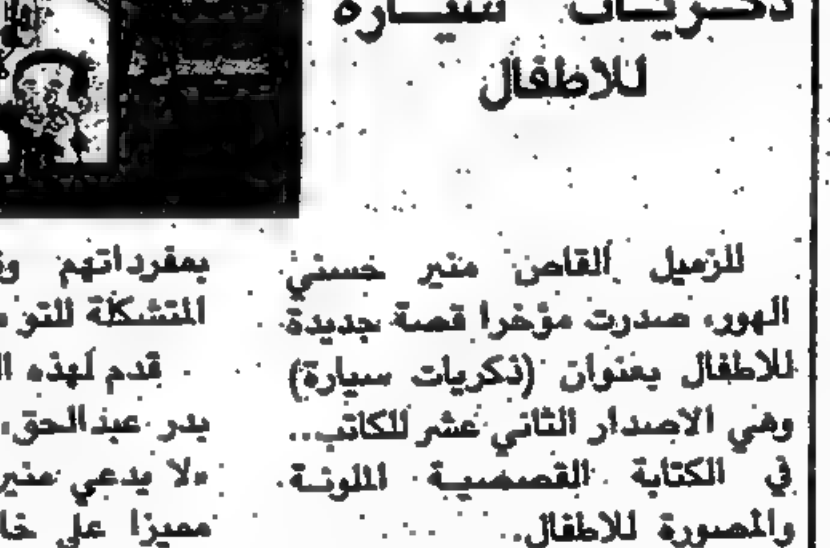 ذكريات سيارة
للاطفال
للزميل القاص منير حسني
الهور، صدرت مؤخرا قصة جديدة
للاطفال بعنوان (ذكريات سيارة)
وهي الاصدار الثاني عشر للكاتب..
في الكتابة القصصية الملونة
والمصورة للاطفال..
بمفرداتهم
المتشكلة
قدم لهذه
بدر عبدالحق،
«لا يدعي منير
مميزا على